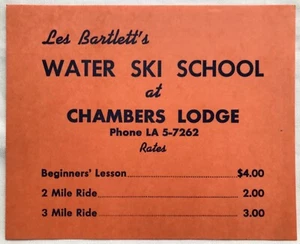 Les Bartlett's
WATER SKI SCHOOL
at
CHAMBERS LODGE
Phone LA 5-7262
Rates
Beginners' Lesson $4.00
2 Mile Ride 2.00
3 Mile Ride 3.00